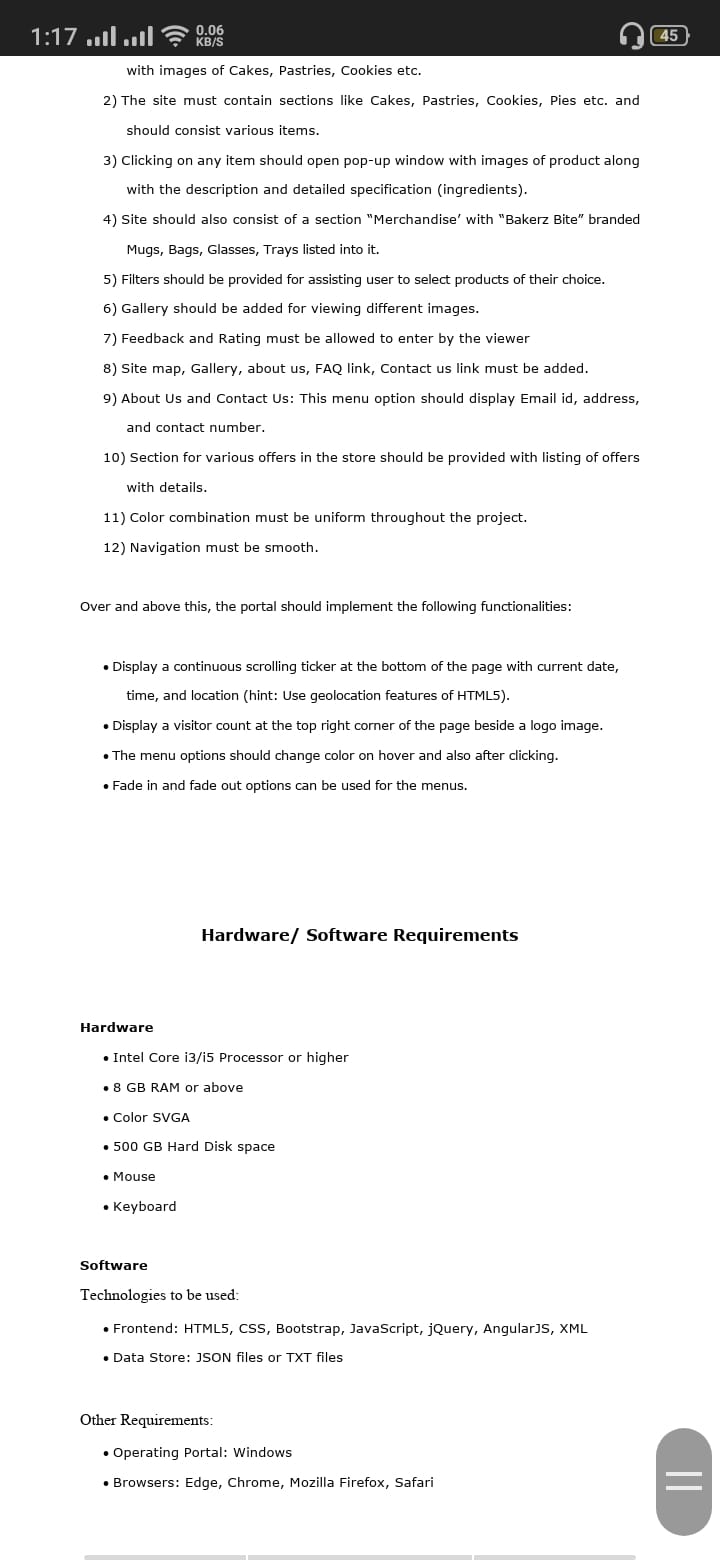 1:17 0.06 KB/S 45
with images of Cakes, Pastries, Cookies etc.
2) The site must contain sections like Cakes, Pastries, Cookies, Pies etc. and
should consist various items.
3) Clicking on any item should open pop-up window with images of product along
with the description and detailed specification (ingredients).
4) Site should also consist of a section “Merchandise’ with “Bakerz Bite” branded
Mugs, Bags, Glasses, Trays listed into it.
5) Filters should be provided for assisting user to select products of their choice.
6) Gallery should be added for viewing different images.
7) Feedback and Rating must be allowed to enter by the viewer
8) Site map, Gallery, about us, FAQ link, Contact us link must be added.
9) About Us and Contact Us: This menu option should display Email id, address,
and contact number.
10) Section for various offers in the store should be provided with listing of offers
with details.
11) Color combination must be uniform throughout the project.
12) Navigation must be smooth.
Over and above this, the portal should implement the following functionalities:
• Display a continuous scrolling ticker at the bottom of the page with current date,
time, and location (hint: Use geolocation features of HTML5).
• Display a visitor count at the top right corner of the page beside a logo image.
• The menu options should change color on hover and also after clicking.
• Fade in and fade out options can be used for the menus.
Hardware/ Software Requirements
Hardware
• Intel Core i3/i5 Processor or higher
• 8 GB RAM or above
• Color SVGA
• 500 GB Hard Disk space
• Mouse
• Keyboard
Software
Technologies to be used:
• Frontend: HTML5, CSS, Bootstrap, JavaScript, jQuery, AngularJS, XML
• Data Store: JSON files or TXT files
Other Requirements:
• Operating Portal: Windows
• Browsers: Edge, Chrome, Mozilla Firefox, Safari